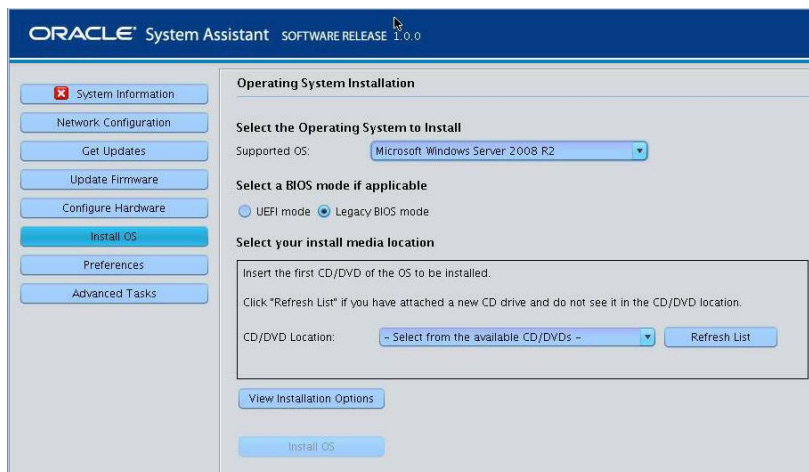 ORACLE System Assistant SOFTWARE RELEASE 1.0.0
System Information
Network Configuration
Get Updates
Update Firmware
Configure Hardware
Install OS
Preferences
Advanced Tasks
Operating System Installation
Select the Operating System to Install
Supported OS: Microsoft Windows Server 2008 R2
Select a BIOS mode if applicable
UEFI mode Legacy BIOS mode
Select your install media location
Insert the first CD/DVD of the OS to be installed.
Click "Refresh List" if you have attached a new CD drive and do not see it in the CD/DVD location.
CD/DVD Location: - Select from the available CD/DVDs - Refresh List
View Installation Options
Install OS